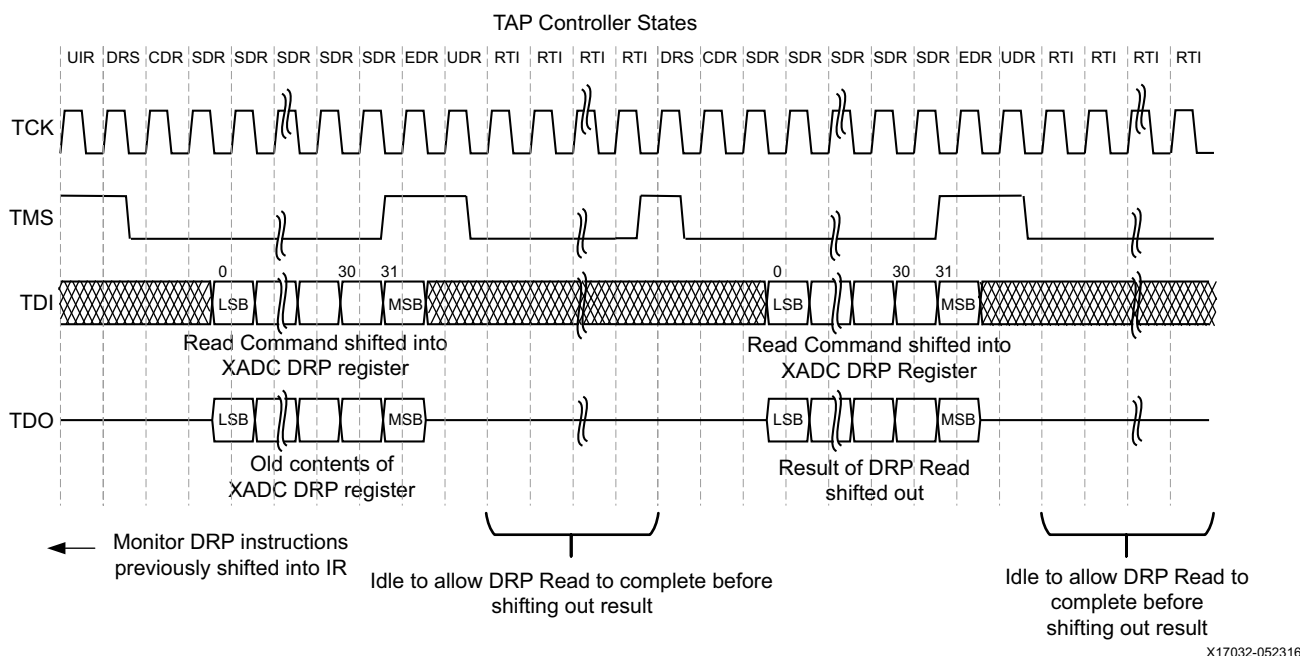 TAP Controller States
UIR DRS CDR SDR SDR SDR SDR SDR EDR UDR RTI RTI RTI RTI DRS CDR SDR SDR SDR SDR SDR EDR UDR RTI RTI RTI RTI
TCK
TMS
0 30 31 0 30 31
TDI LSB MSB LSB MSB
Read Command shifted into
XADC DRP register
Read Command shifted into
XADC DRP Register
TDO LSB MSB LSB MSB
Old contents of
XADC DRP register
Result of DRP Read
shifted out
Monitor DRP instructions
previously shifted into IR
Idle to allow DRP Read to complete before
shifting out result
Idle to allow DRP Read to
complete before
shifting out result
X17032-052316